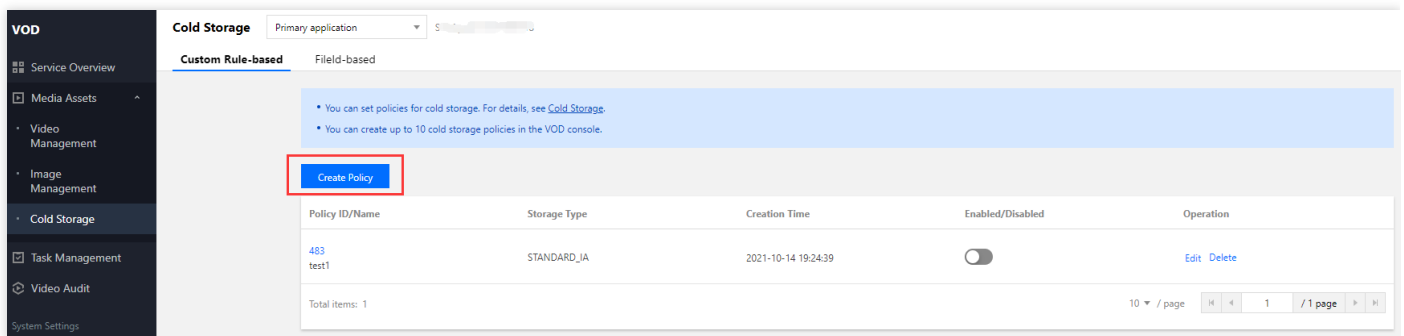 VOD
Cold Storage
Primary application
Custom Rule-based
FileId-based
Service Overview
Media Assets
Video
Management
Image
Management
Cold Storage
Task Management
Video Audit
System Settings
• You can set policies for cold storage. For details, see Cold Storage.
• You can create up to 10 cold storage policies in the VOD console.
Create Policy
Policy ID/Name Storage Type Creation Time Enabled/Disabled Operation
483
test1 STANDARD_IA 2021-10-14 19:24:39 Edit Delete
Total items: 1 10 / page 1 / 1 page